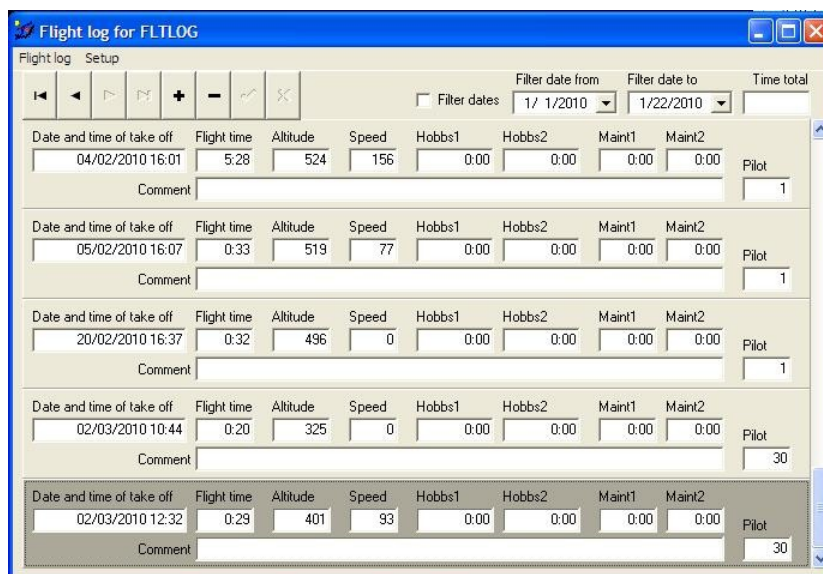 Flight log for FLTLOG
Flight log Setup
Filter date from Filter date to Time total
Filter dates 1/ 1/2010 1/22/2010
Date and time of take off Flight time Altitude Speed Hobbs1 Hobbs2 Maint1 Maint2
04/02/2010 16:01 5:28 524 156 0:00 0:00 0:00 0:00 Pilot
Comment 1
Date and time of take off Flight time Altitude Speed Hobbs1 Hobbs2 Maint1 Maint2
05/02/2010 16:07 0:33 519 77 0:00 0:00 0:00 0:00 Pilot
Comment 1
Date and time of take off Flight time Altitude Speed Hobbs1 Hobbs2 Maint1 Maint2
20/02/2010 16:37 0:32 496 0 0:00 0:00 0:00 0:00 Pilot
Comment 1
Date and time of take off Flight time Altitude Speed Hobbs1 Hobbs2 Maint1 Maint2
02/03/2010 10:44 0:20 325 0 0:00 0:00 0:00 0:00 Pilot
Comment 30
Date and time of take off Flight time Altitude Speed Hobbs1 Hobbs2 Maint1 Maint2
02/03/2010 12:32 0:29 401 93 0:00 0:00 0:00 0:00 Pilot
Comment 30